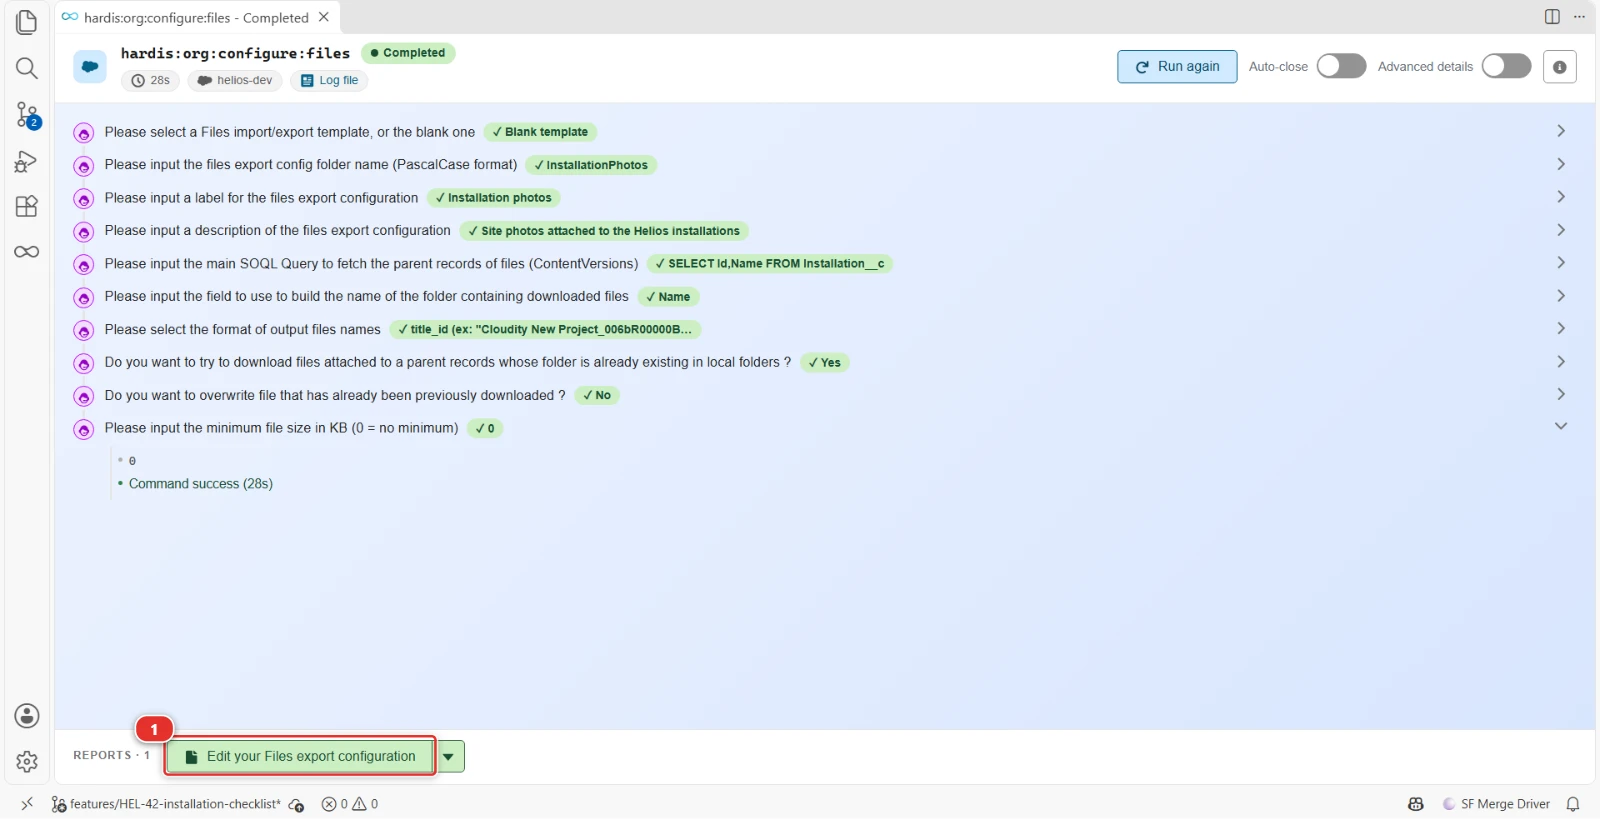 hardis:org:configure:files - Completed
hardis:org:configure:files Completed
28s helios-dev Log file
Run again Auto-close Advanced details
2
Please select a Files import/export template, or the blank one ✓ Blank template
Please input the files export config folder name (PascalCase format) ✓ InstallationPhotos
Please input a label for the files export configuration ✓ Installation photos
Please input a description of the files export configuration ✓ Site photos attached to the Helios installations
Please input the main SOQL Query to fetch the parent records of files (ContentVersions) ✓ SELECT Id,Name FROM Installation__c
Please input the field to use to build the name of the folder containing downloaded files ✓ Name
Please select the format of output files names ✓ title_id (ex: "Cloudity New Project_006bR00000B...
Do you want to try to download files attached to a parent records whose folder is already existing in local folders ? ✓ Yes
Do you want to overwrite file that has already been previously downloaded ? ✓ No
Please input the minimum file size in KB (0 = no minimum) ✓ 0
• 0
• Command success (28s)
1
REPORTS · 1 Edit your Files export configuration
features/HEL-42-installation-checklist* 0 0 SF Merge Driver